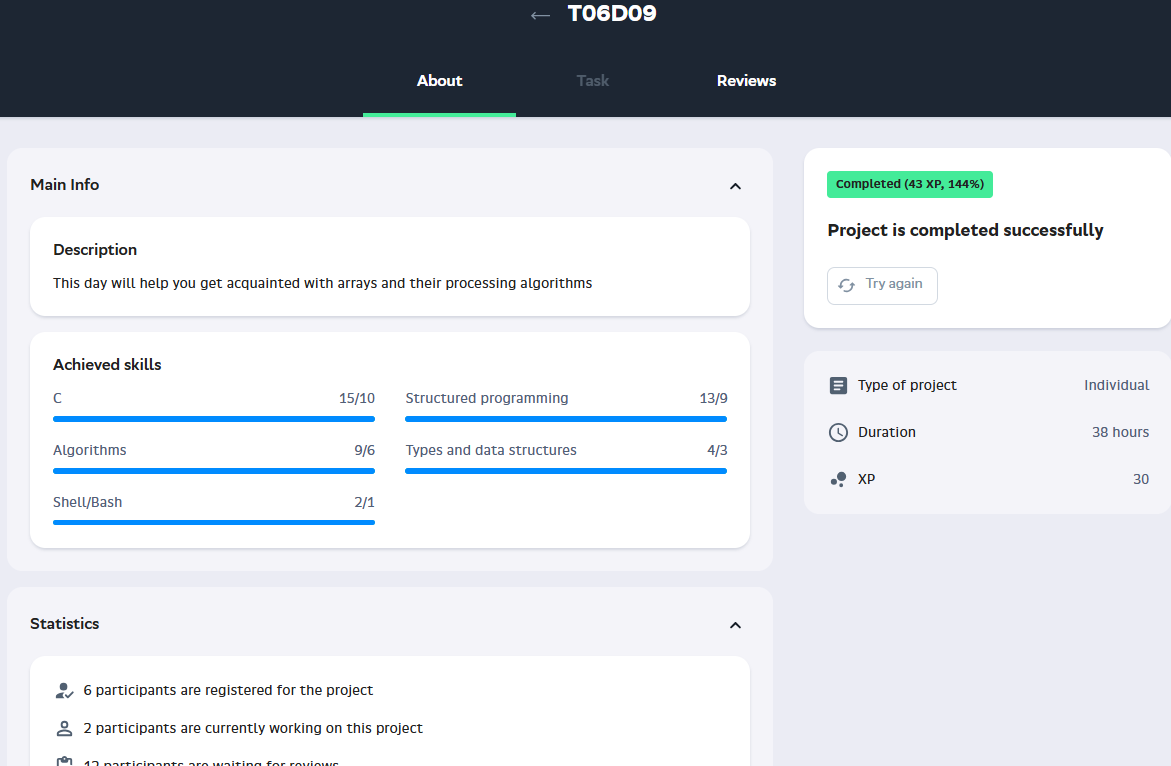 ← T06D09
About Task Reviews
Main Info
Description
This day will help you get acquainted with arrays and their processing algorithms
Achieved skills
C 15/10
Structured programming 13/9
Algorithms 9/6
Types and data structures 4/3
Shell/Bash 2/1
Statistics
6 participants are registered for the project
2 participants are currently working on this project
12 participants are waiting for reviews
Completed (43 XP, 144%)
Project is completed successfully
Try again
Type of project Individual
Duration 38 hours
XP 30